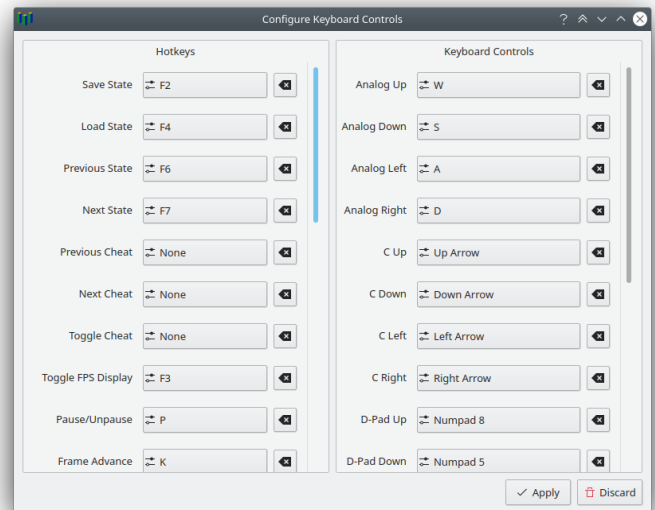 Configure Keyboard Controls
?
Hotkeys
Save State F2
Load State F4
Previous State F6
Next State F7
Previous Cheat None
Next Cheat None
Toggle Cheat None
Toggle FPS Display F3
Pause/Unpause P
Frame Advance K
Keyboard Controls
Analog Up W
Analog Down S
Analog Left A
Analog Right D
C Up Up Arrow
C Down Down Arrow
C Left Left Arrow
C Right Right Arrow
D-Pad Up Numpad 8
D-Pad Down Numpad 5
Apply Discard